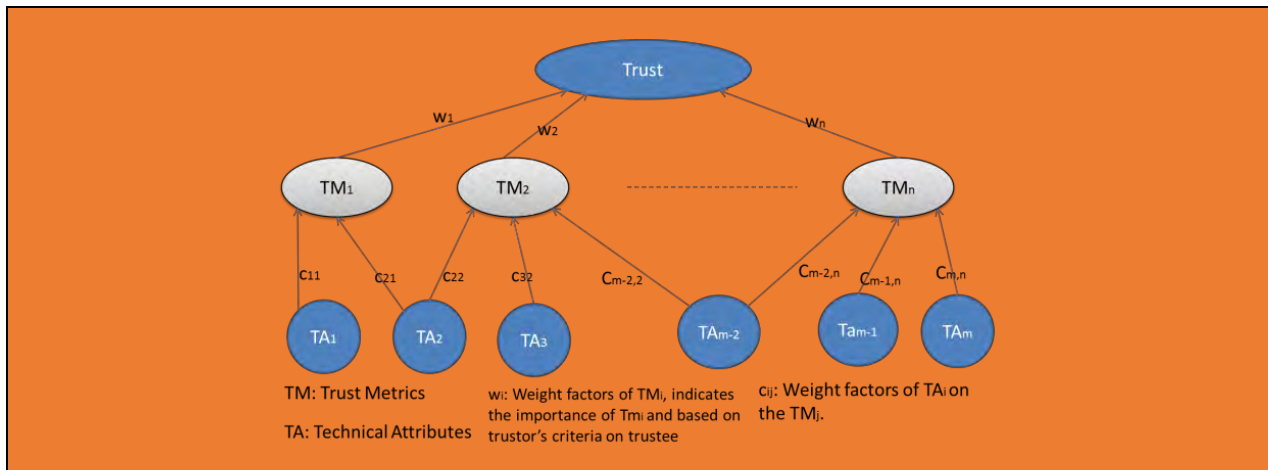 Trust
w1
w2
wn
TM1
TM2
TMn
c11
c21
c22
c32
Cm-2,2
Cm-2,n
Cm-1,n
Cm,n
TA1
TA2
TA3
TAm-2
Tam-1
TAm
TM: Trust Metrics
TA: Technical Attributes
wi: Weight factors of TMi, indicates
the importance of Tmi and based on
trustor's criteria on trustee
cij: Weight factors of TAi on
the TMj.